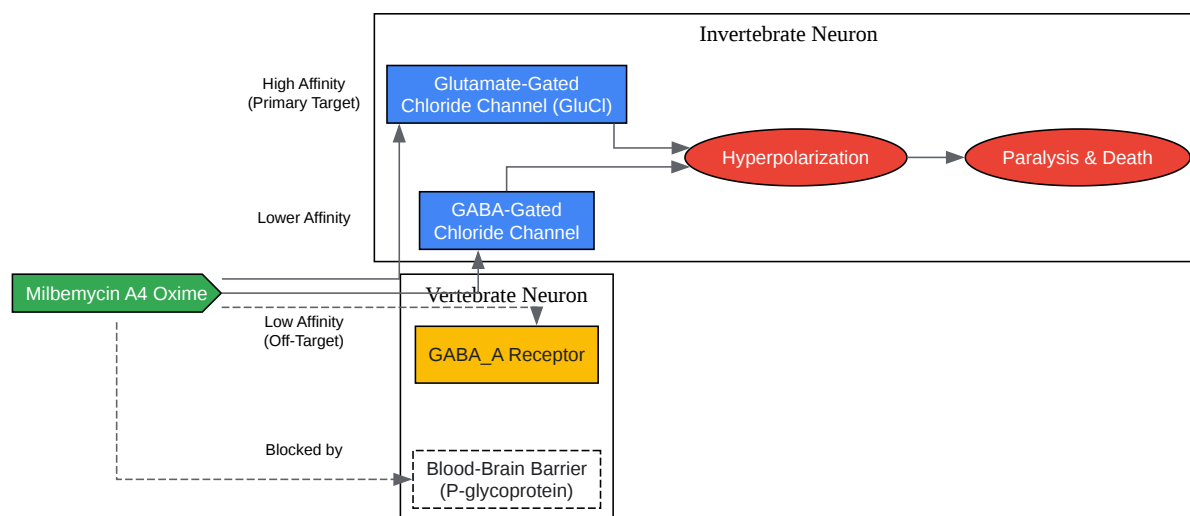 Invertebrate Neuron
High Affinity
(Primary Target)
Glutamate-Gated
Chloride Channel (GluCl)
Hyperpolarization
Paralysis & Death
Lower Affinity
GABA-Gated
Chloride Channel
Milbemycin A4 Oxime
Vertebrate Neuron
Low Affinity
(Off-Target)
GABA_A Receptor
Blocked by
Blood-Brain Barrier
(P-glycoprotein)